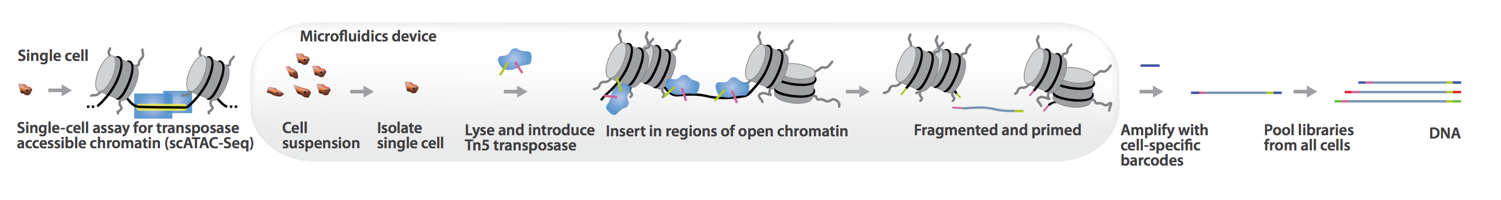 Single cell
Single-cell assay for transposase
accessible chromatin (scATAC-Seq)
Microfluidics device
Cell
suspension
Isolate
single cell
Lyse and introduce
Tn5 transposase
Insert in regions of open chromatin
Fragmented and primed
Amplify with
cell-specific
barcodes
Pool libraries
from all cells
DNA